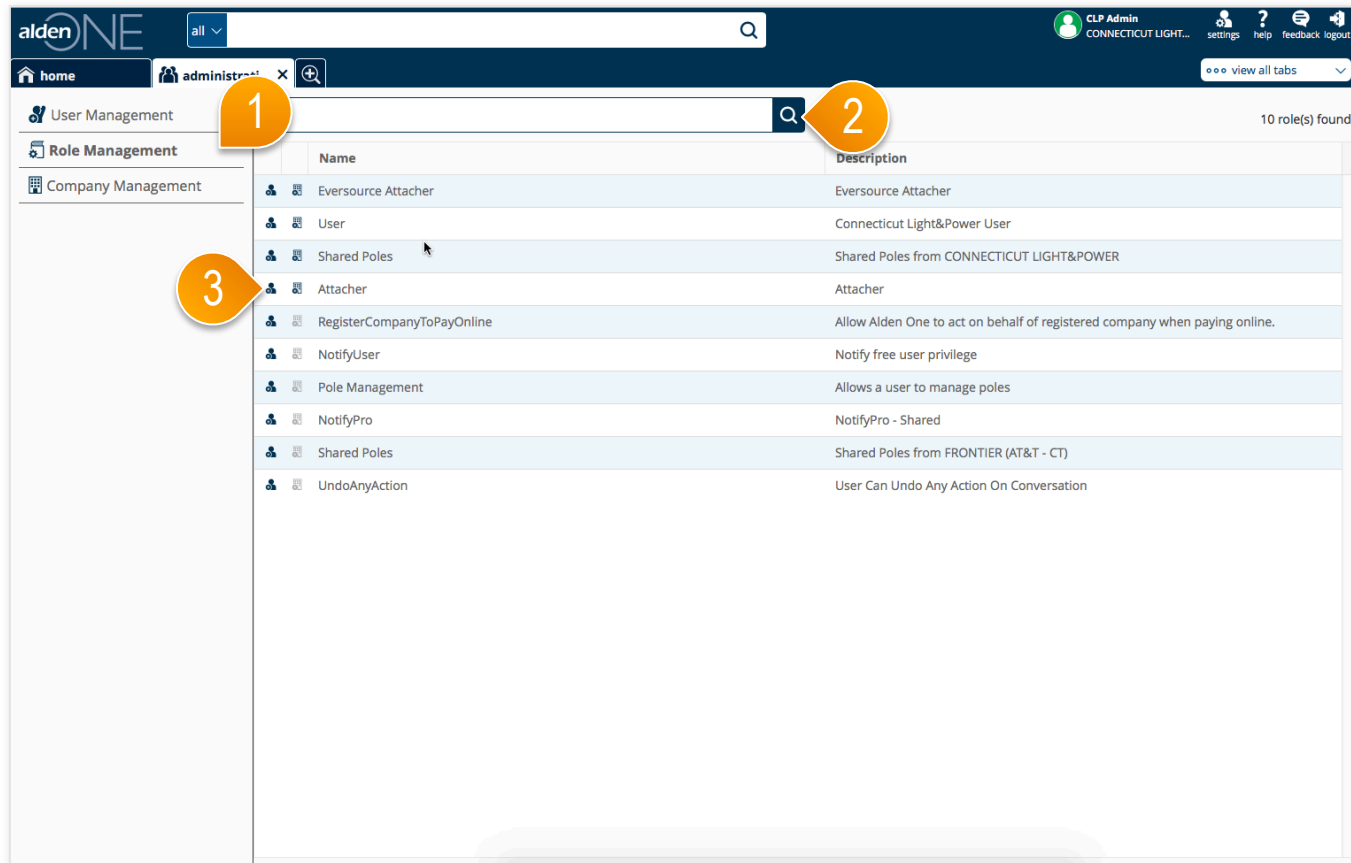 alden ONE
all
CLP Admin
CONNECTICUT LIGHT...
settings help feedback logout
home
administrati
view all tabs
1
2
User Management
10 role(s) found
Role Management
Name Description
Company Management
Eversource Attacher Eversource Attacher
User Connecticut Light&Power User
Shared Poles Shared Poles from CONNECTICUT LIGHT&POWER
3
Attacher Attacher
RegisterCompanyToPayOnline Allow Alden One to act on behalf of registered company when paying online.
NotifyUser Notify free user privilege
Pole Management Allows a user to manage poles
NotifyPro NotifyPro - Shared
Shared Poles Shared Poles from FRONTIER (AT&T - CT)
UndoAnyAction User Can Undo Any Action On Conversation